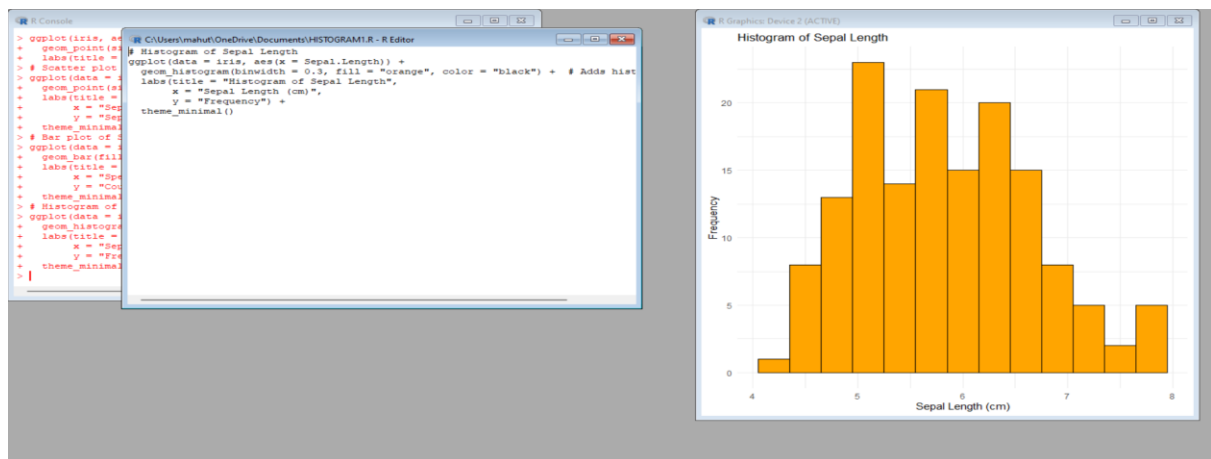 R Console
> ggplot(iris, ae
+   geom_point(si
+   labs(title =
> # Scatter plot
> ggplot(data = i
+   geom_point(si
+   labs(title =
+        x = "Sep
+        y = "Sep
+   theme_minimal
> # Bar plot of S
> ggplot(data = i
+   geom_bar(fill
+   labs(title =
+        x = "Spe
+        y = "Cou
+   theme_minimal
> # Histogram of
> ggplot(data = i
+   geom_histogra
+   labs(title =
+        x = "Sep
+        y = "Fre
+   theme_minimal
>
C:\Users\mahut\OneDrive\Documents\HISTOGRAM1.R - R Editor
# Histogram of Sepal Length
ggplot(data = iris, aes(x = Sepal.Length)) +
  geom_histogram(binwidth = 0.3, fill = "orange", color = "black") +  # Adds hist
  labs(title = "Histogram of Sepal Length",
       x = "Sepal Length (cm)",
       y = "Frequency") +
  theme_minimal()
R Graphics: Device 2 (ACTIVE)
Histogram of Sepal Length
20
15
10
5
0
Frequency
4 5 6 7 8
Sepal Length (cm)